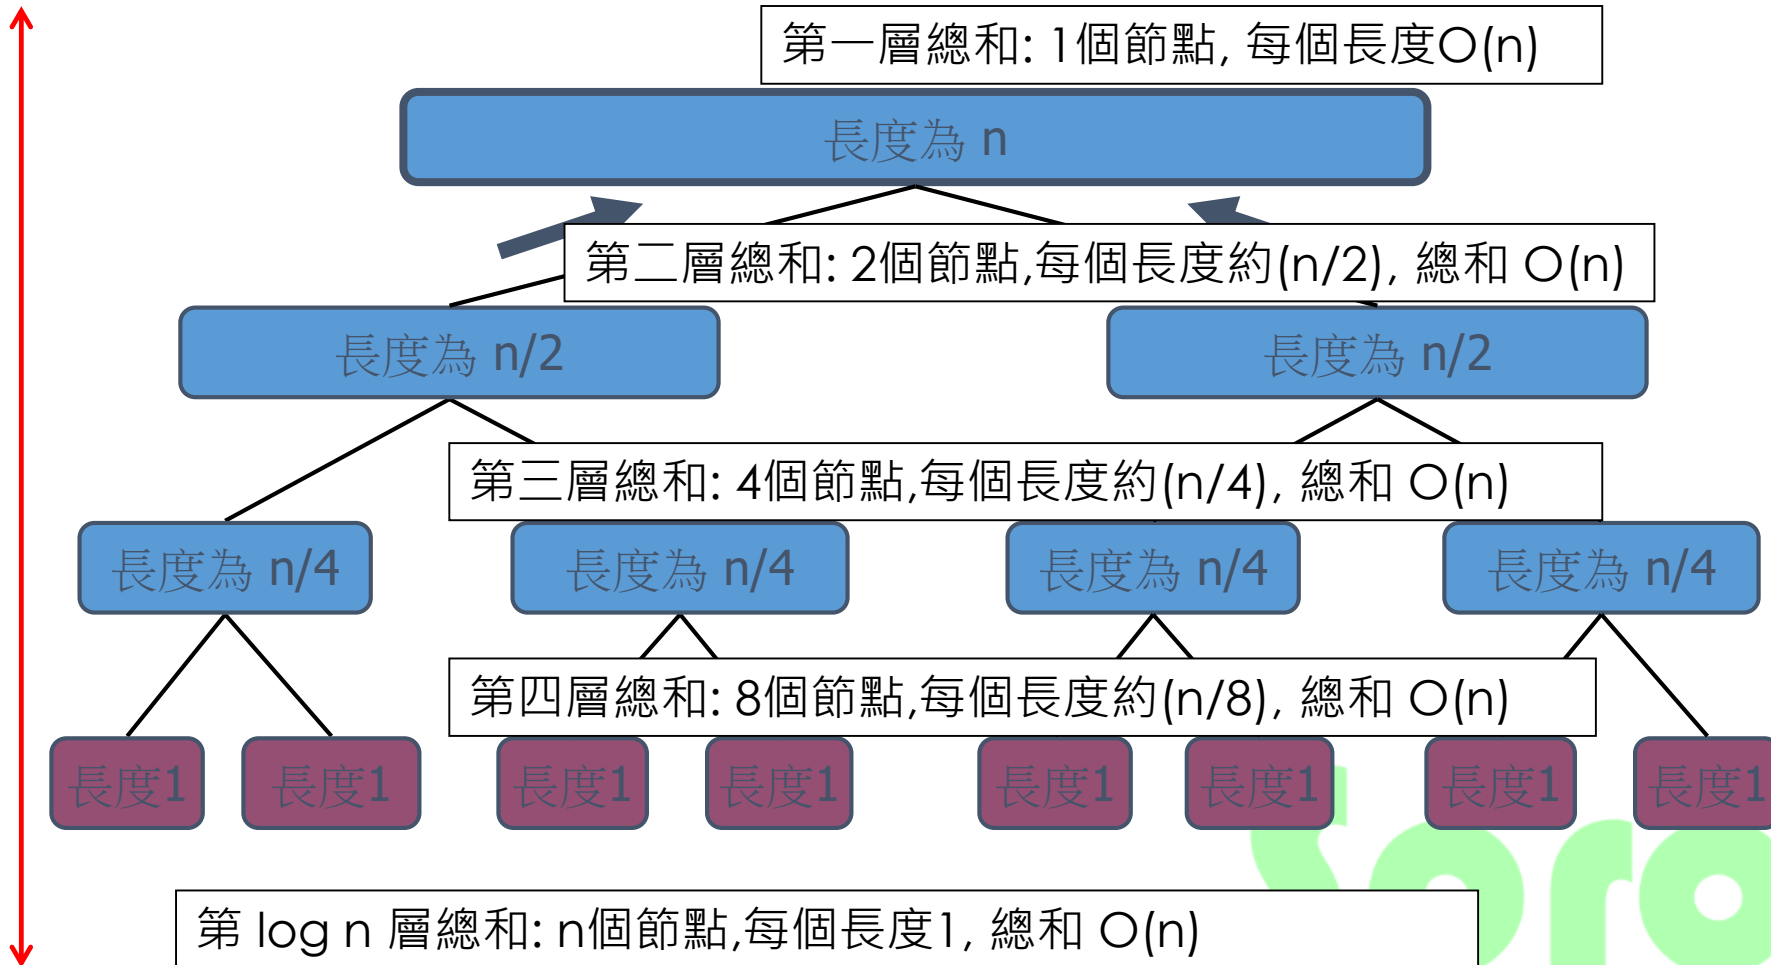 第一層總和: 1個節點, 每個長度O(n)
長度為 n
第二層總和: 2個節點,每個長度約(n/2), 總和 O(n)
長度為 n/2
長度為 n/2
第三層總和: 4個節點,每個長度約(n/4), 總和 O(n)
長度為 n/4
長度為 n/4
長度為 n/4
長度為 n/4
第四層總和: 8個節點,每個長度約(n/8), 總和 O(n)
長度1
長度1
長度1
長度1
長度1
長度1
長度1
長度1
第 log n 層總和: n個節點,每個長度1, 總和 O(n)